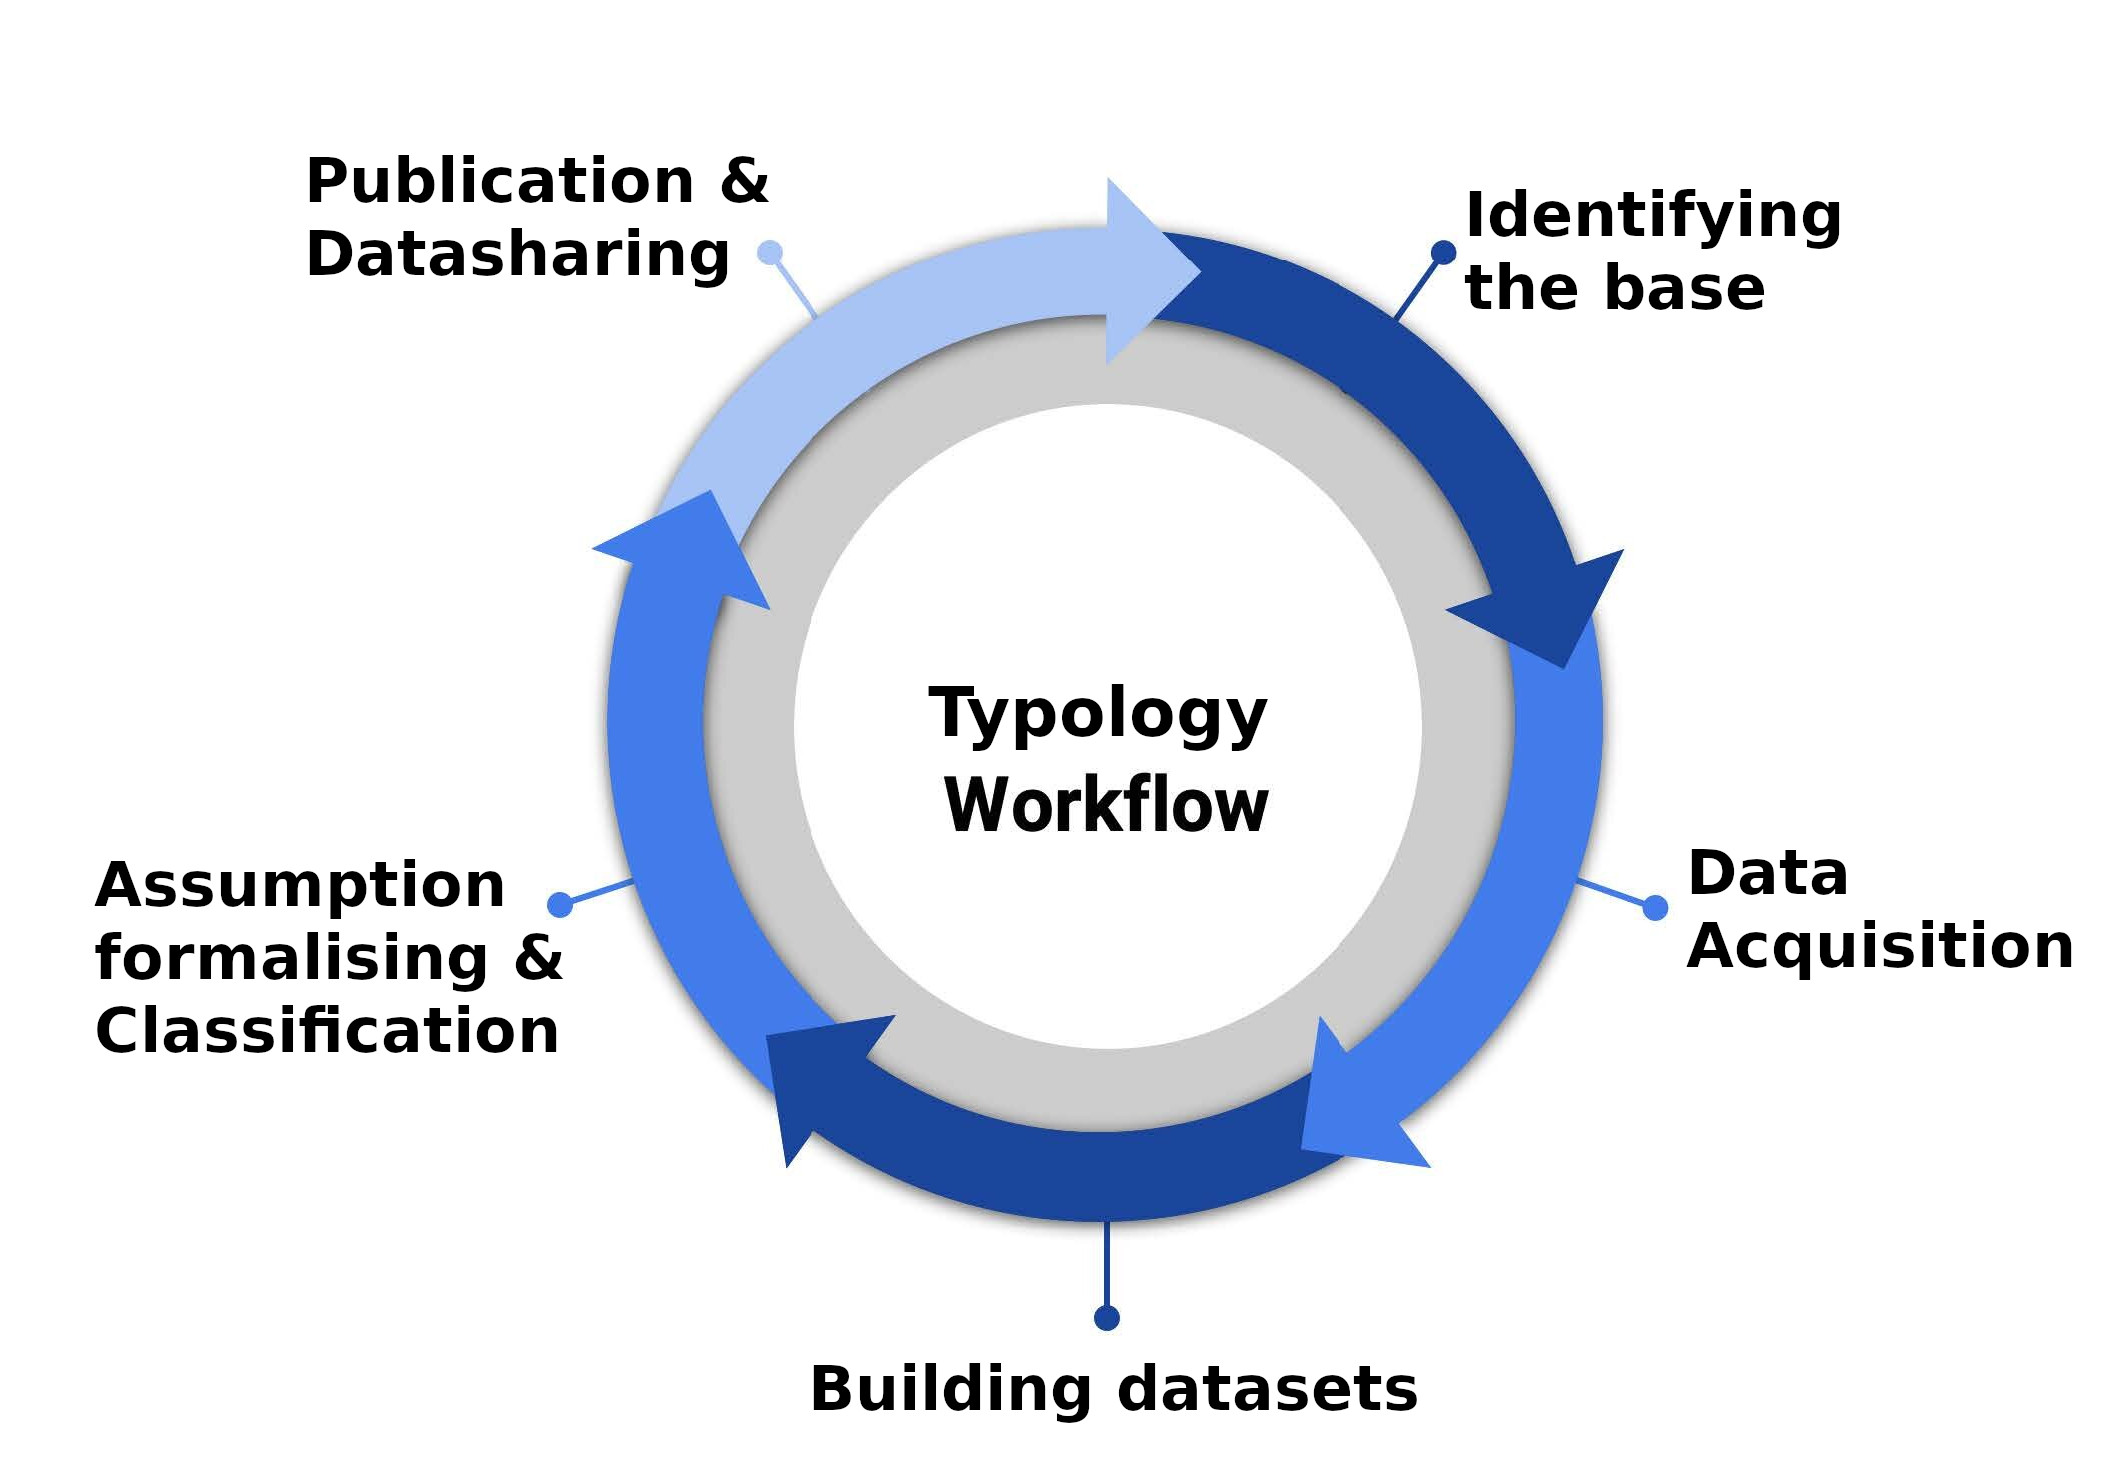 Publication &
Datasharing
Identifying
the base
Typology
Workflow
Data
Acquisition
Assumption
formalising &
Classification
Building datasets